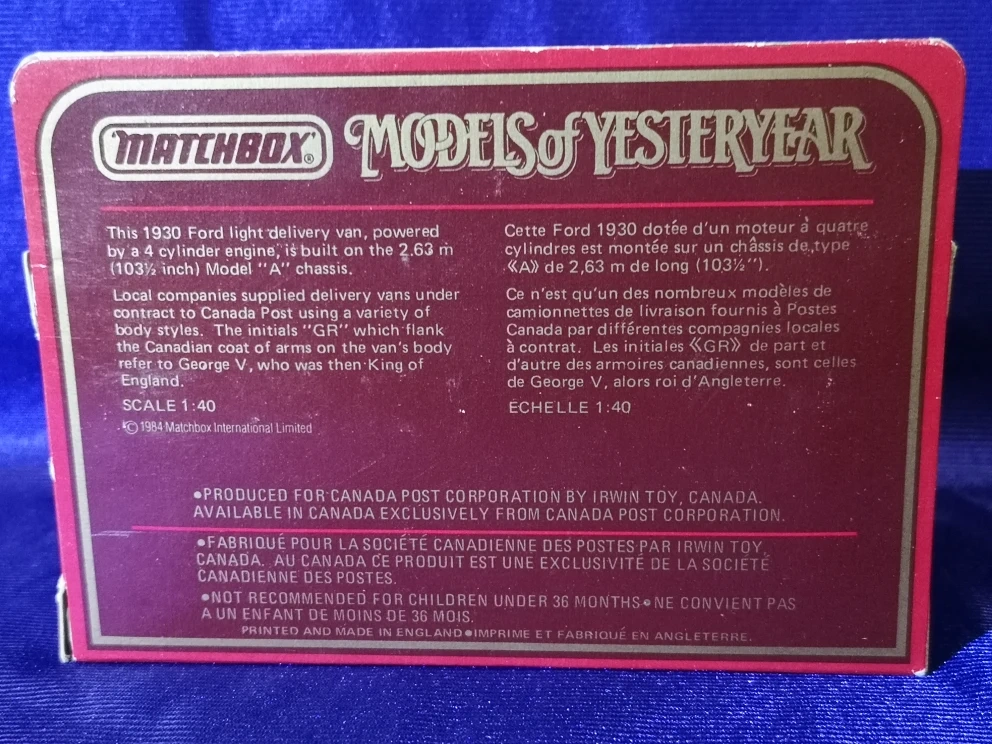 MATCHBOX®
MODELS of YESTERYEAR
This 1930 Ford light delivery van, powered
by a 4 cylinder engine, is built on the 2.63 m
(103½ inch) Model "A" chassis.
Local companies supplied delivery vans under
contract to Canada Post using a variety of
body styles. The initials "GR" which flank
the Canadian coat of arms on the van's body
refer to George V, who was then King of
England.
SCALE 1:40
© 1984 Matchbox International Limited
Cette Ford 1930 dotée d'un moteur à quatre
cylindres est montée sur un châssis de type
《A》 de 2,63 m de long (103½").
Ce n'est qu'un des nombreux modèles de
camionnettes de livraison fournis à Postes
Canada par différentes compagnies locales
à contrat. Les initiales 《GR》 de part et
d'autre des armoires canadiennes, sont celles
de George V, alors roi d'Angleterre.
ECHELLE 1:40
•PRODUCED FOR CANADA POST CORPORATION BY IRWIN TOY, CANADA.
AVAILABLE IN CANADA EXCLUSIVELY FROM CANADA POST CORPORATION.
•FABRIQUÉ POUR LA SOCIÉTÉ CANADIENNE DES POSTES PAR IRWIN TOY,
CANADA. AU CANADA CE PRODUIT EST UNE EXCLUSIVITÉ DE LA SOCIÉTÉ
CANADIENNE DES POSTES.
•NOT RECOMMENDED FOR CHILDREN UNDER 36 MONTHS•NE CONVIENT PAS
A UN ENFANT DE MOINS DE 36 MOIS.
PRINTED AND MADE IN ENGLAND•IMPRIME ET FABRIQUÉ EN ANGLETERRE.